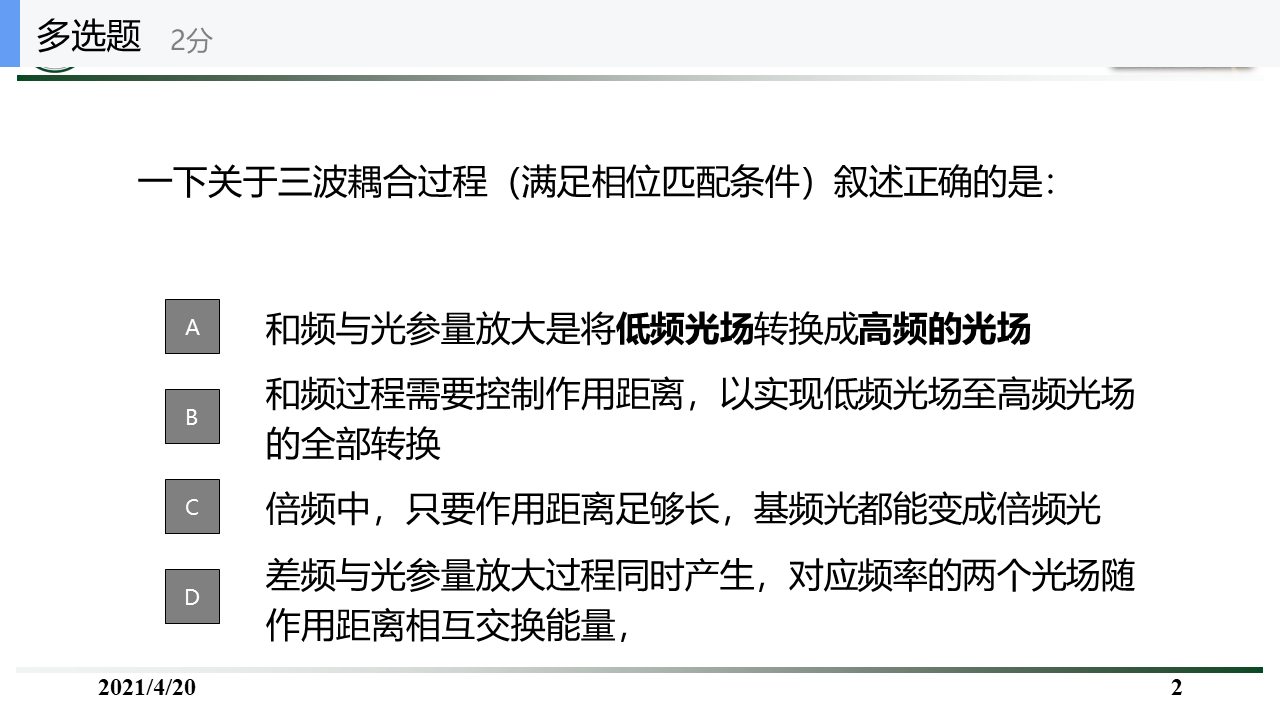 多选题 2分
一下关于三波耦合过程（满足相位匹配条件）叙述正确的是：
A 和频与光参量放大是将低频光场转换成高频的光场
B 和频过程需要控制作用距离，以实现低频光场至高频光场
的全部转换
C 倍频中，只要作用距离足够长，基频光都能变成倍频光
D 差频与光参量放大过程同时产生，对应频率的两个光场随
作用距离相互交换能量，
2021/4/20 2